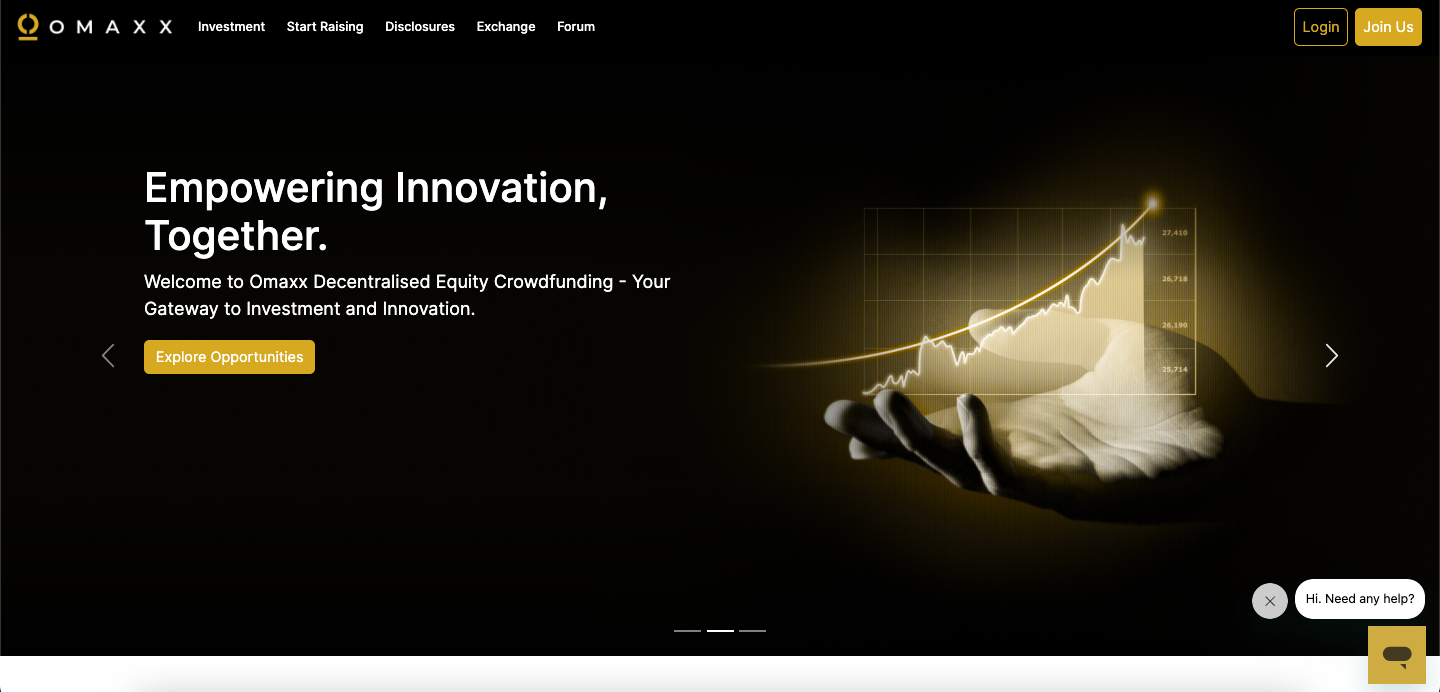 OMAXX
Investment
Start Raising
Disclosures
Exchange
Forum
Login
Join Us
Empowering Innovation,
Together.
Welcome to Omaxx Decentralised Equity Crowdfunding - Your
Gateway to Investment and Innovation.
Explore Opportunities
27,410
26,718
26,190
25,714
Hi. Need any help?